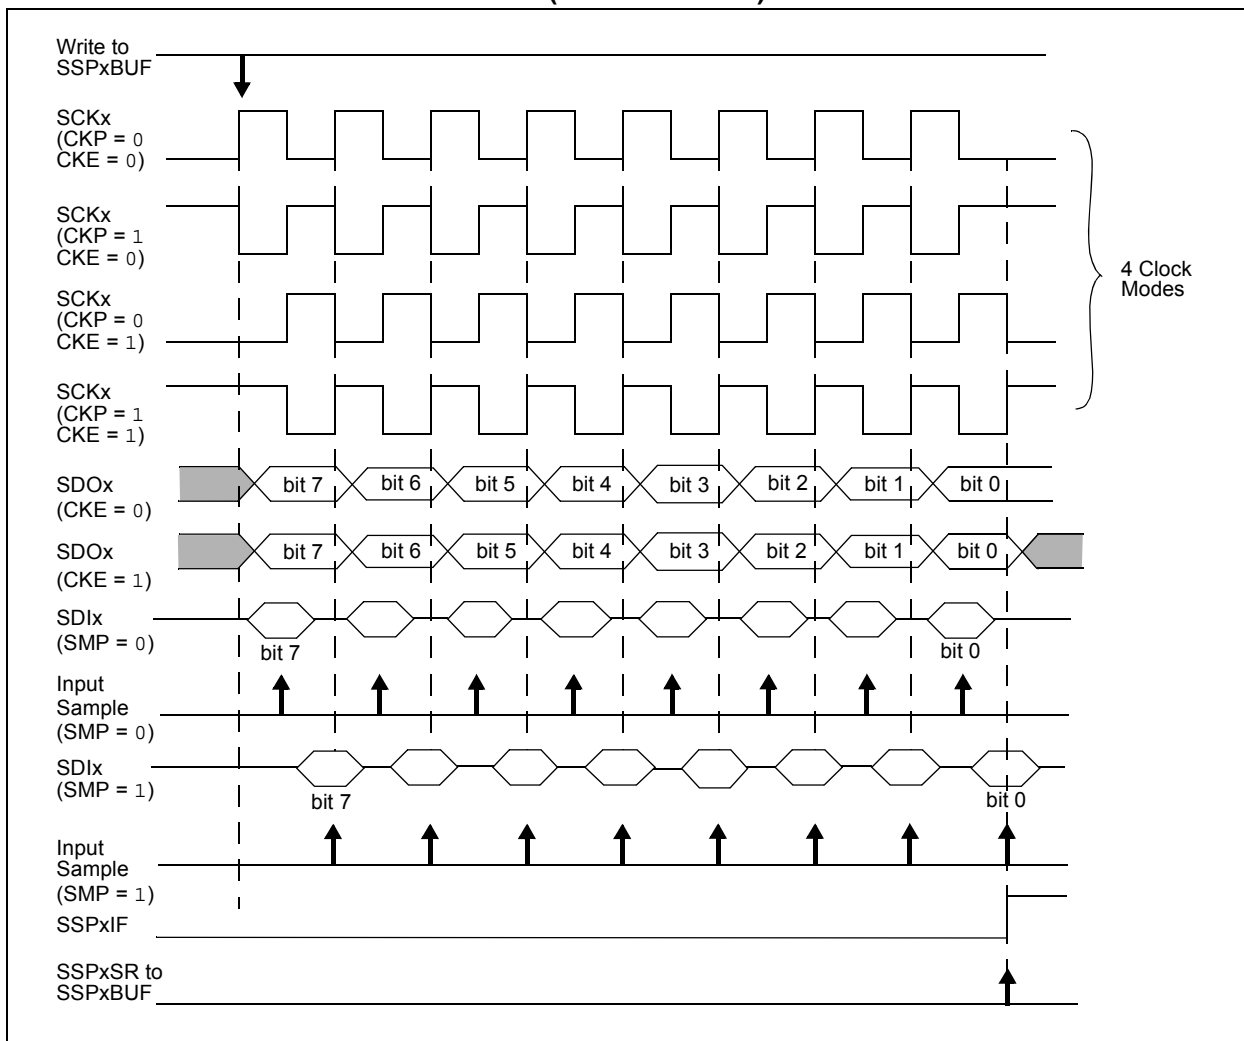 Write to
SSPxBUF
SCKx
(CKP = 0
CKE = 0)
SCKx
(CKP = 1
CKE = 0)
SCKx
(CKP = 0
CKE = 1)
SCKx
(CKP = 1
CKE = 1)
4 Clock
Modes
SDOx
(CKE = 0)
bit 7 bit 6 bit 5 bit 4 bit 3 bit 2 bit 1 bit 0
SDOx
(CKE = 1)
bit 7 bit 6 bit 5 bit 4 bit 3 bit 2 bit 1 bit 0
SDIx
(SMP = 0)
bit 7 bit 0
Input
Sample
(SMP = 0)
SDIx
(SMP = 1)
bit 7 bit 0
Input
Sample
(SMP = 1)
SSPxIF
SSPxSR to
SSPxBUF